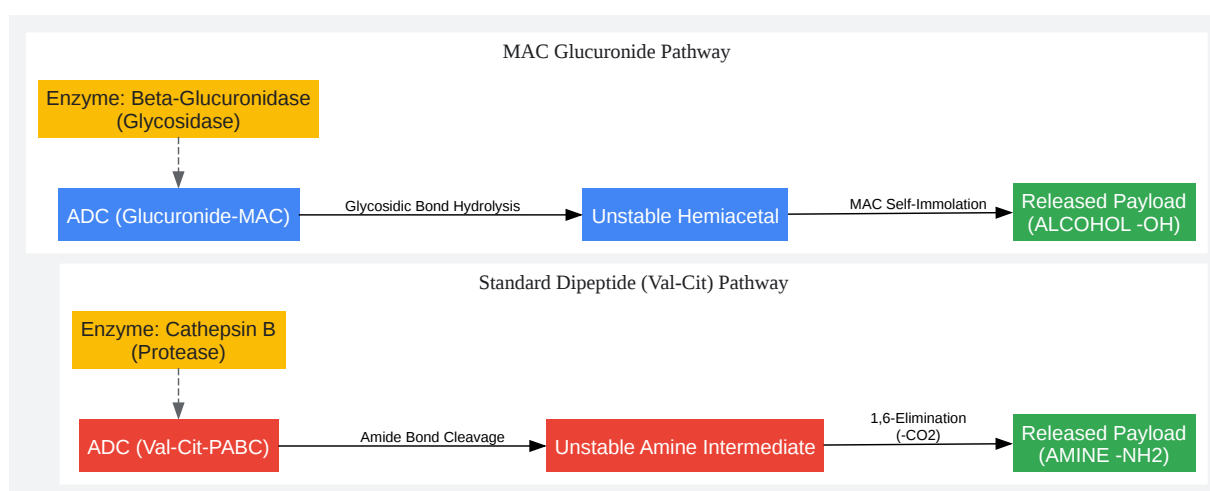 MAC Glucuronide Pathway
Enzyme: Beta-Glucuronidase
(Glycosidase)
ADC (Glucuronide-MAC)
Glycosidic Bond Hydrolysis
Unstable Hemiacetal
MAC Self-Immolation
Released Payload
(ALCOHOL -OH)
Standard Dipeptide (Val-Cit) Pathway
Enzyme: Cathepsin B
(Protease)
ADC (Val-Cit-PABC)
Amide Bond Cleavage
Unstable Amine Intermediate
1,6-Elimination
(-CO2)
Released Payload
(AMINE -NH2)